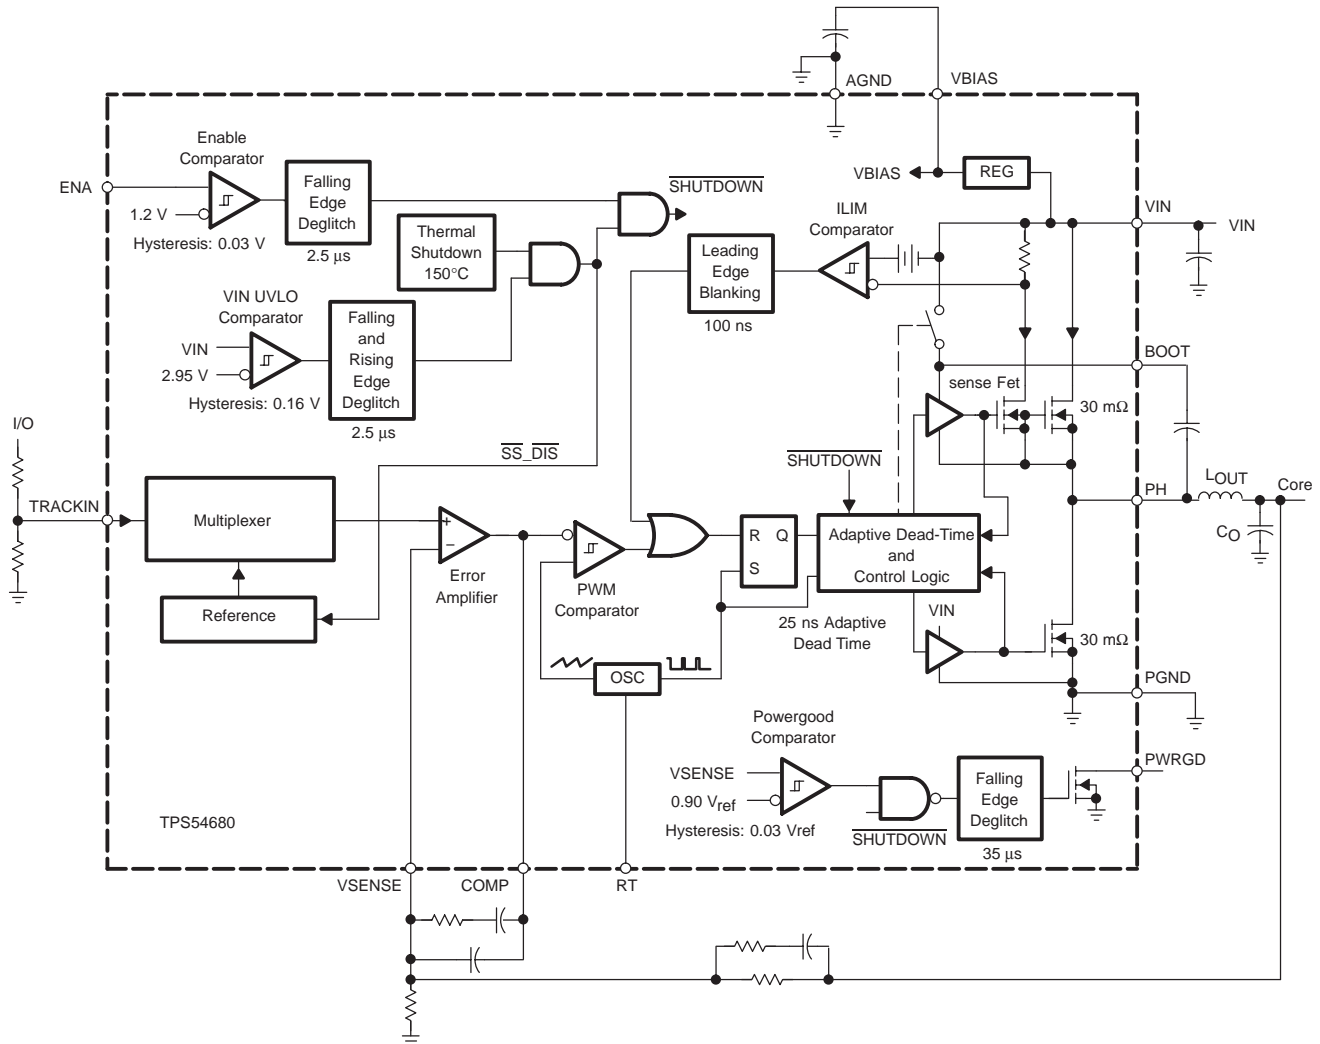 AGND
VBIAS
Enable
Comparator
ENA
1.2 V
Hysteresis: 0.03 V
Falling
Edge
Deglitch
2.5 μs
Thermal
Shutdown
150°C
SHUTDOWN
VBIAS
REG
ILIM
Comparator
VIN
VIN
Leading
Edge
Blanking
100 ns
VIN UVLO
Comparator
VIN
2.95 V
Hysteresis: 0.16 V
Falling
and
Rising
Edge
Deglitch
2.5 μs
BOOT
sense Fet
30 mΩ
I/O
SS_DIS
SHUTDOWN
TRACKIN
Multiplexer
Reference
+
−
Error
Amplifier
PWM
Comparator
R Q
S
Adaptive Dead-Time
and
Control Logic
25 ns Adaptive
Dead Time
PH
LOUT
Core
CO
VIN
30 mΩ
OSC
PGND
Powergood
Comparator
VSENSE
0.90 Vref
Hysteresis: 0.03 Vref
SHUTDOWN
Falling
Edge
Deglitch
35 μs
PWRGD
TPS54680
VSENSE
COMP
RT